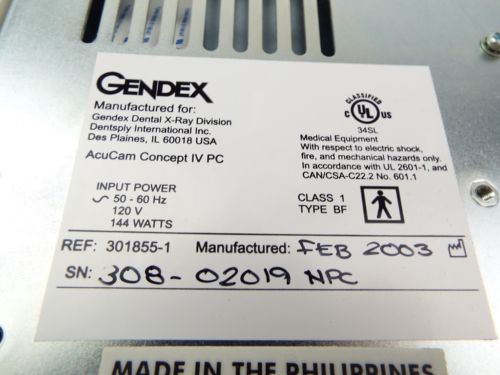 GENDEX
Manufactured for:
Gendex Dental X-Ray Division
Dentsply International Inc.
Des Plaines, IL 60018 USA
AcuCam Concept IV PC
INPUT POWER
~ 50 - 60 Hz
120 V
144 WATTS
CLASSIFIED
C UL US
34SL
Medical Equipment
With respect to electric shock,
fire, and mechanical hazards only.
In accordance with UL 2601-1, and
CAN/CSA-C22.2 No. 601.1
CLASS 1
TYPE BF
REF: 301855-1 Manufactured: FEB 2003
SN: 308-02019 NPC
MADE IN THE PHILIPPINES